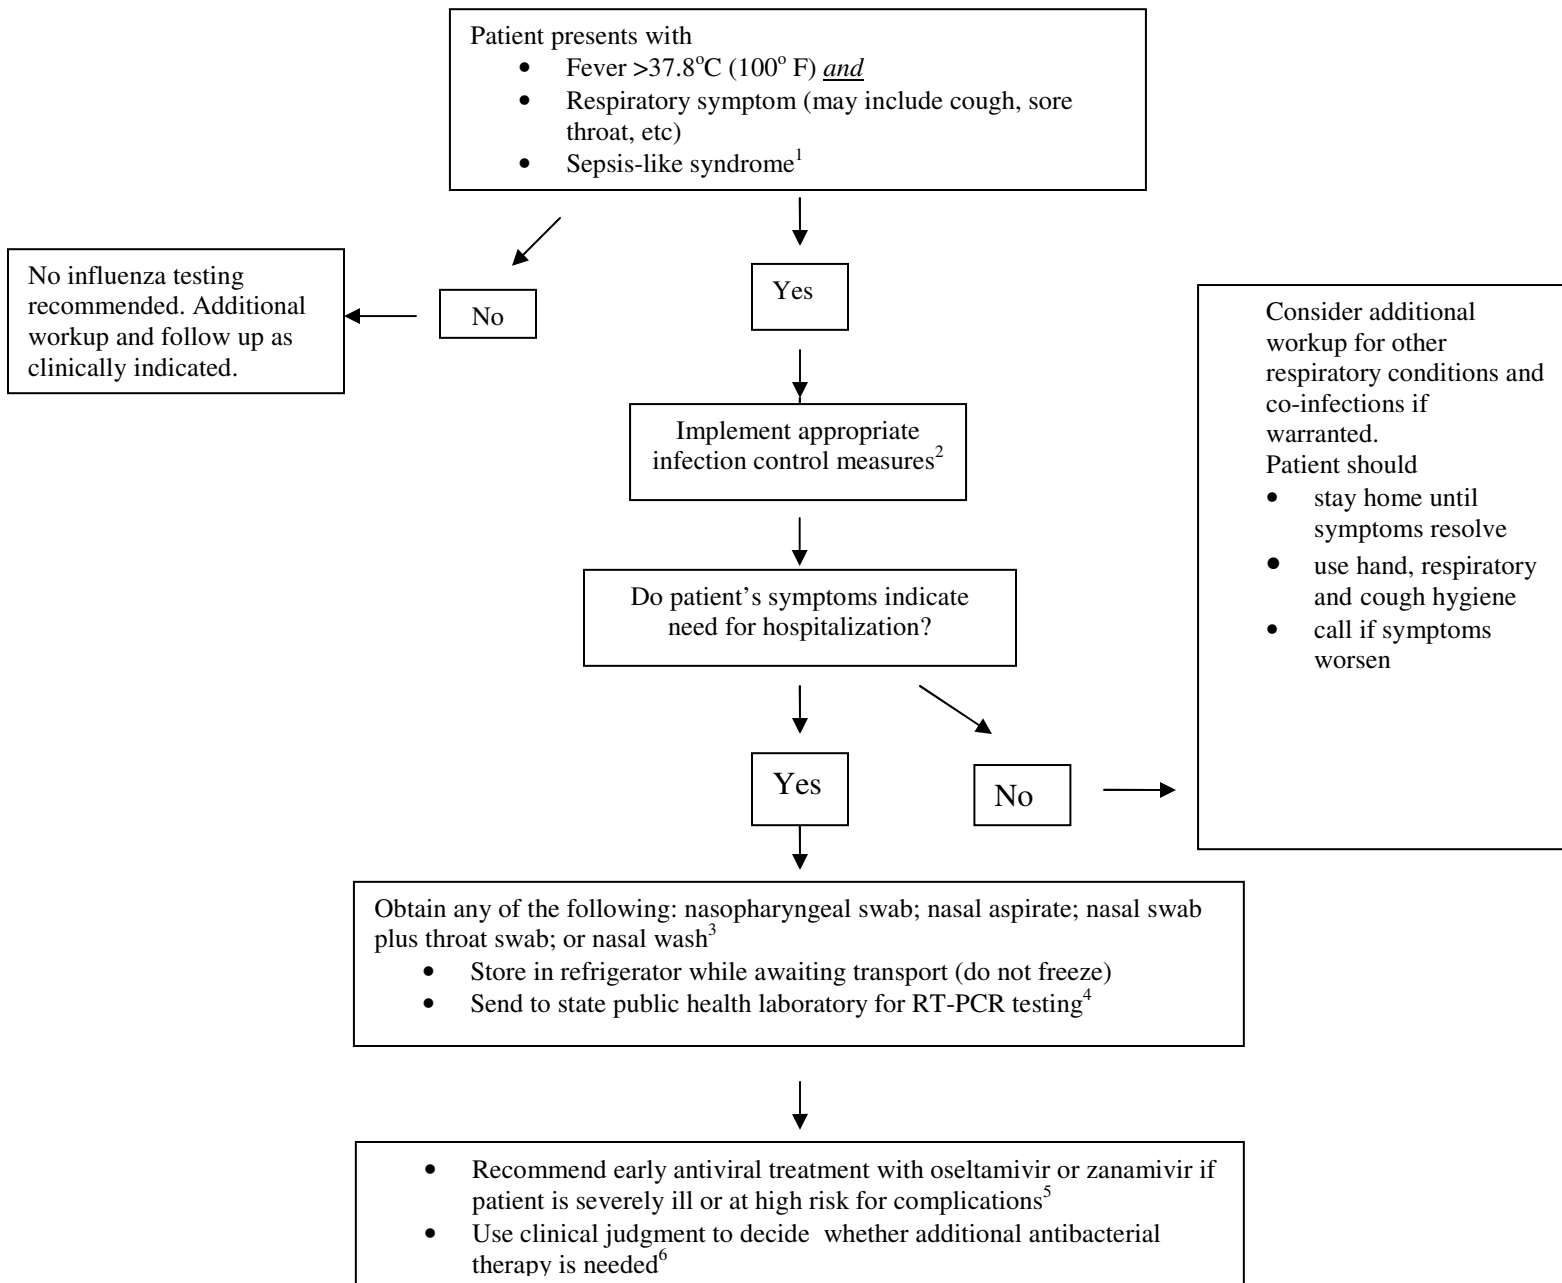 Patient presents with
• Fever >37.8°C (100° F) and
• Respiratory symptom (may include cough, sore
throat, etc)
• Sepsis-like syndrome1
No influenza testing
recommended. Additional
workup and follow up as
clinically indicated.
No
Yes
Implement appropriate
infection control measures2
Do patient’s symptoms indicate
need for hospitalization?
Yes
No
Consider additional
workup for other
respiratory conditions and
co-infections if
warranted.
Patient should
• stay home until
symptoms resolve
• use hand, respiratory
and cough hygiene
• call if symptoms
worsen
Obtain any of the following: nasopharyngeal swab; nasal aspirate; nasal swab
plus throat swab; or nasal wash3
• Store in refrigerator while awaiting transport (do not freeze)
• Send to state public health laboratory for RT-PCR testing4
• Recommend early antiviral treatment with oseltamivir or zanamivir if
patient is severely ill or at high risk for complications5
• Use clinical judgment to decide whether additional antibacterial
therapy is needed6